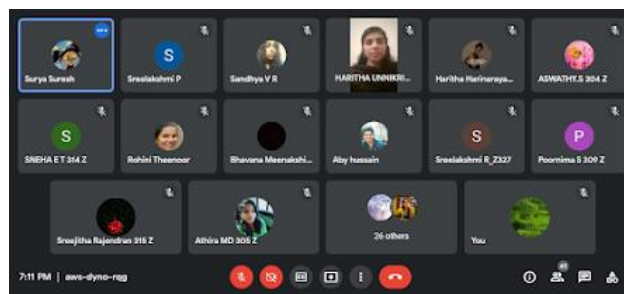 Surya Suresh
S
Sreelakshmi P
Sandhya V R
HARITHA UNNIKRI...
Haritha Harinaraya...
ASWATHY.S 304 Z
S
SNEHA E T 314 Z
Rohini Theenoor
Bhavana Meenakshi...
Aby hussain
S
Sreelakshmi R_Z327
P
Poornima S 309 Z
Sreejitha Rajendran 315 Z
Athira MD 305 Z
26 others
You
7:11 PM | aws-dyno-rqg